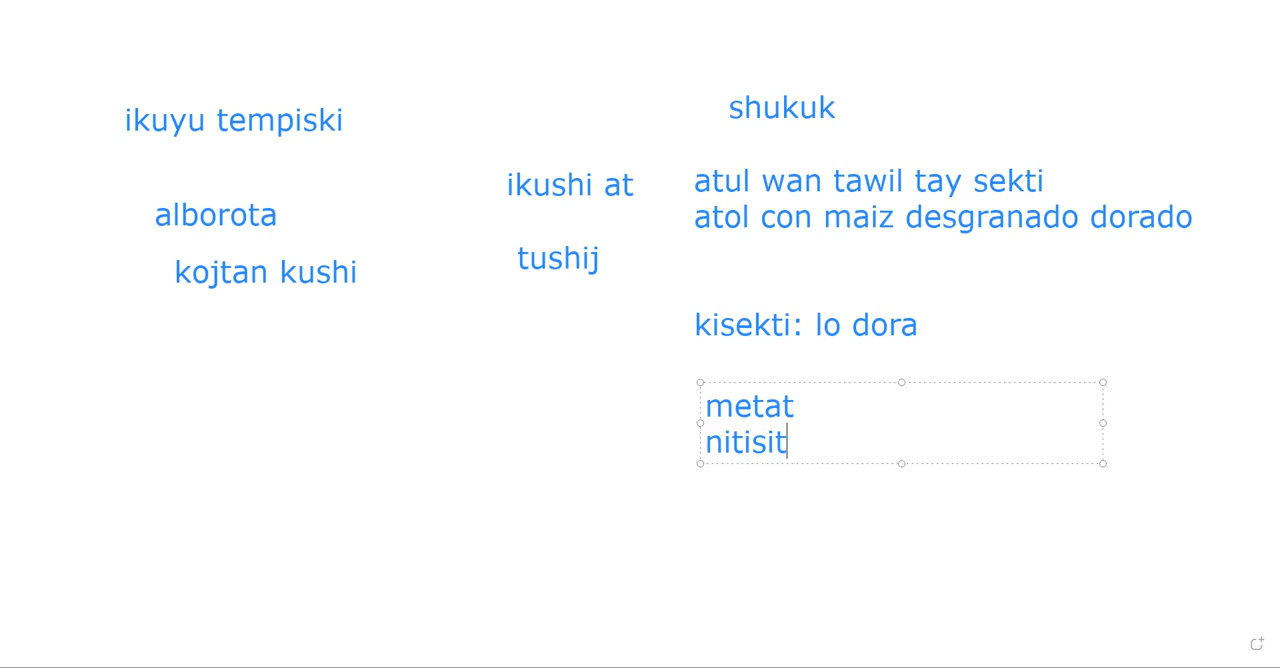 ikuyu tempiski
alborota
kojtan kushi
ikushi at
tushij
shukuk
atul wan tawil tay sekti
atol con maiz desgranado dorado
kisekti: lo dora
metat
nitisit